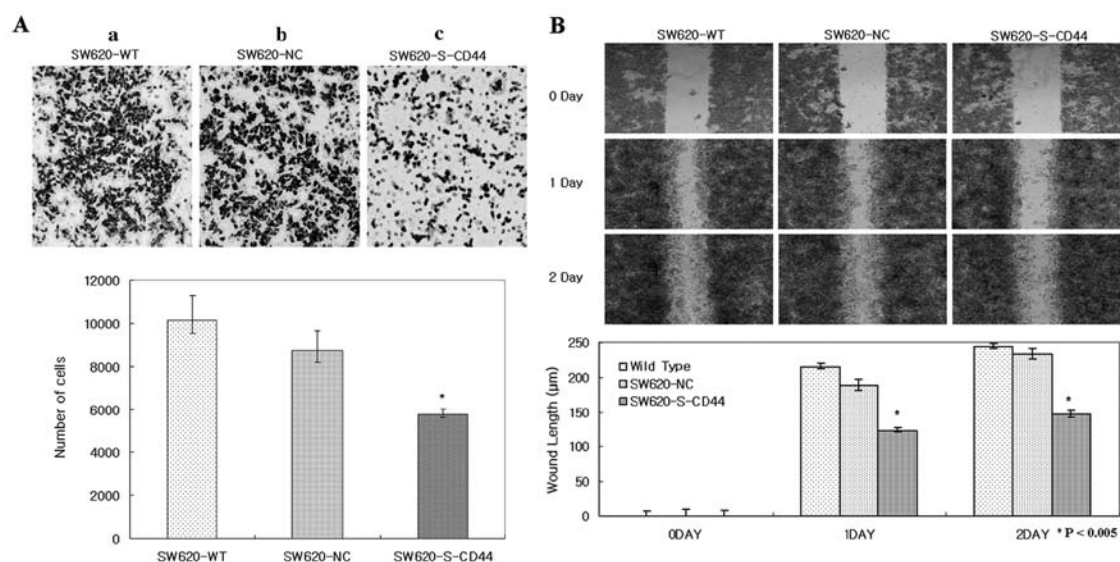 A
a b c
SW620-WT SW620-NC SW620-S-CD44
12000
10000
8000
6000
4000
2000
0
Number of cells
*
SW620-WT SW620-NC SW620-S-CD44
B
SW620-WT SW620-NC SW620-S-CD44
0 Day
1 Day
2 Day
250
200
150
100
50
0
Wound Length (μm)
Wild Type
SW620-NC
SW620-S-CD44
*
*
0DAY 1DAY 2DAY * P < 0.005